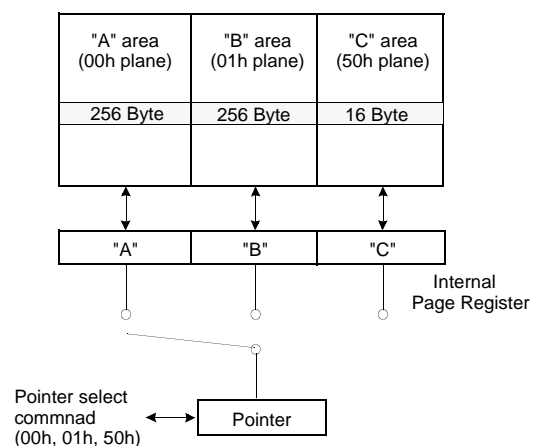 "A" area
(00h plane)
"B" area
(01h plane)
"C" area
(50h plane)
256 Byte
256 Byte
16 Byte
"A"
"B"
"C"
Internal
Page Register
Pointer select
commnad
(00h, 01h, 50h)
Pointer